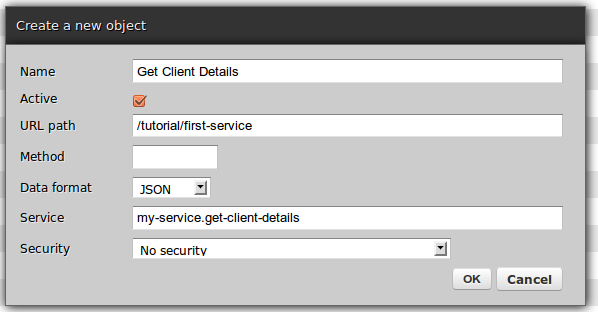 Create a new object
Name Get Client Details
Active
URL path /tutorial/first-service
Method
Data format JSON
Service my-service.get-client-details
Security No security
OK Cancel